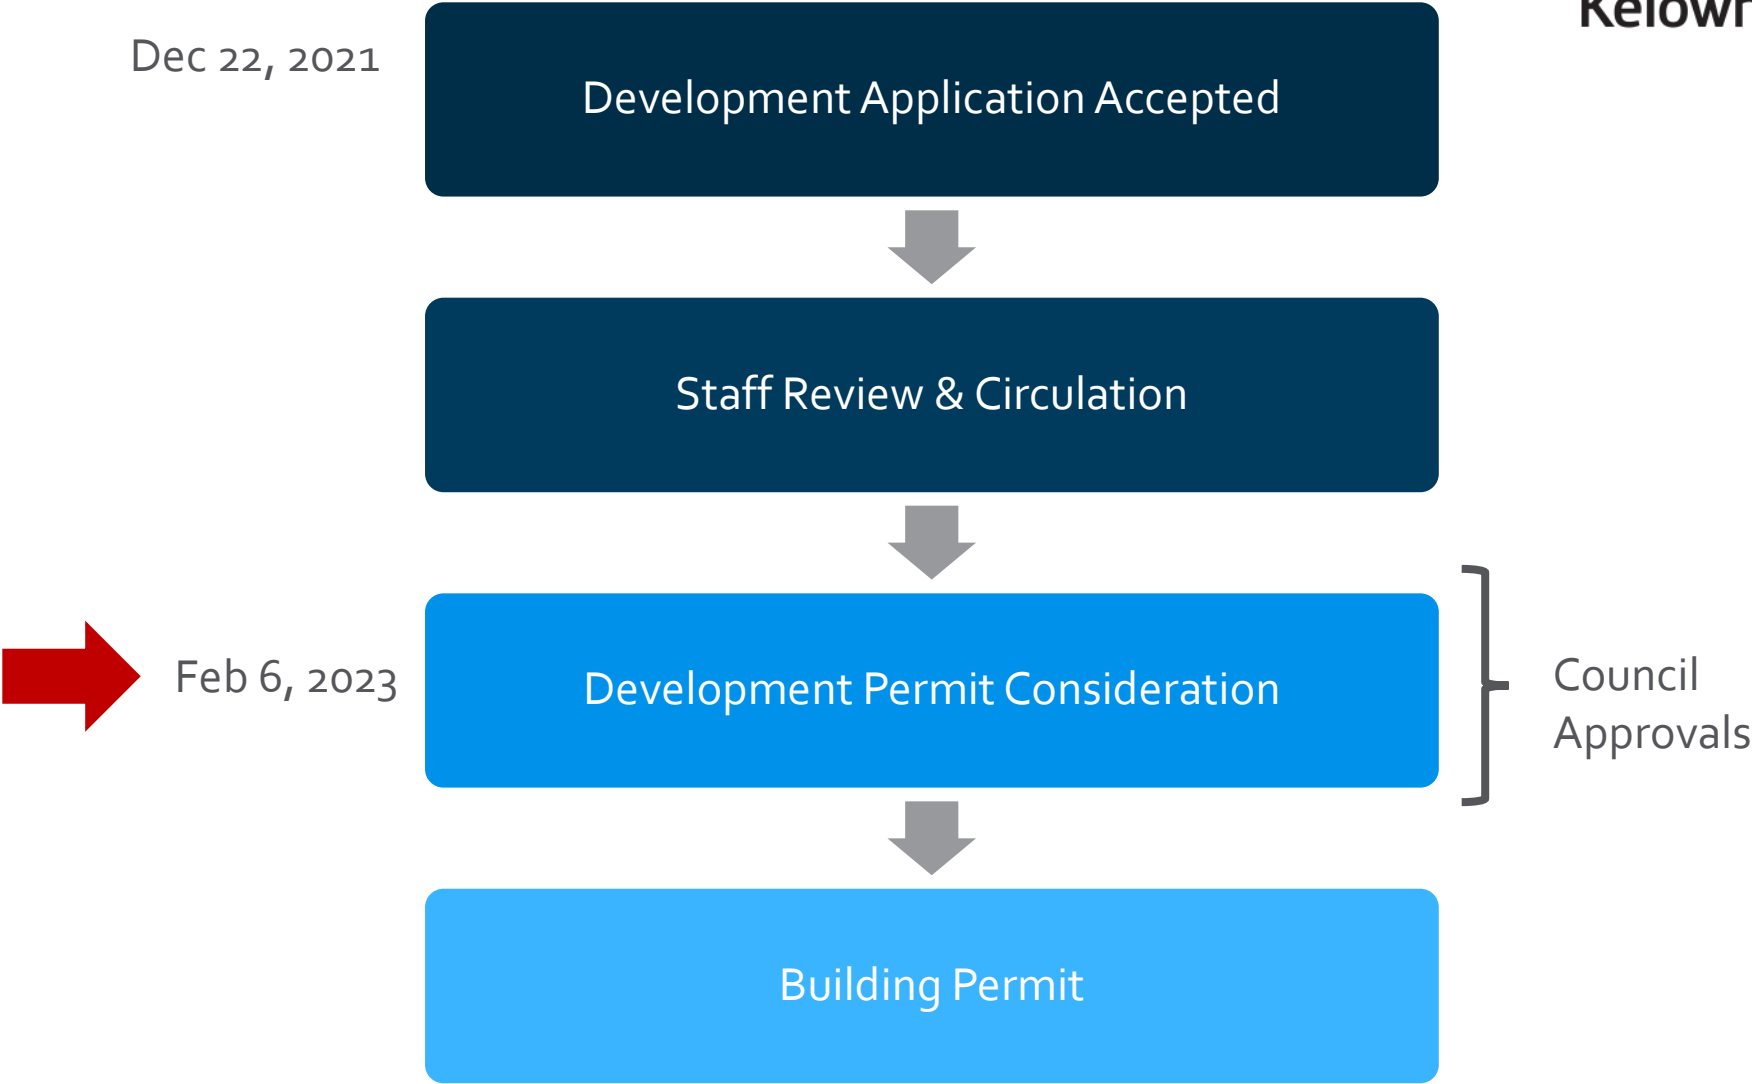 Dec 22, 2021
Development Application Accepted
Staff Review & Circulation
Feb 6, 2023
Development Permit Consideration
Council
Approvals
Building Permit